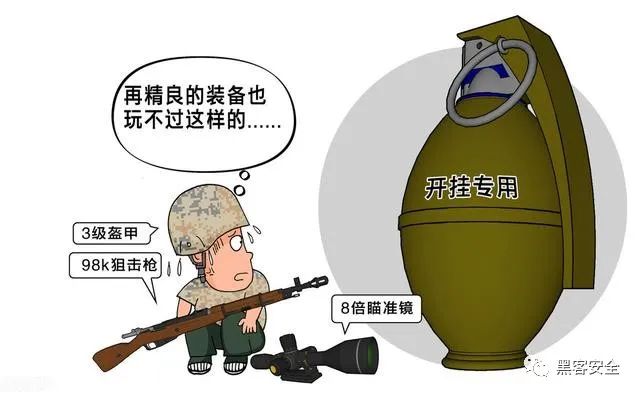 再精良的装备也
玩不过这样的......
开挂专用
3级盔甲
98k狙击枪
8倍瞄准镜
黑客安全